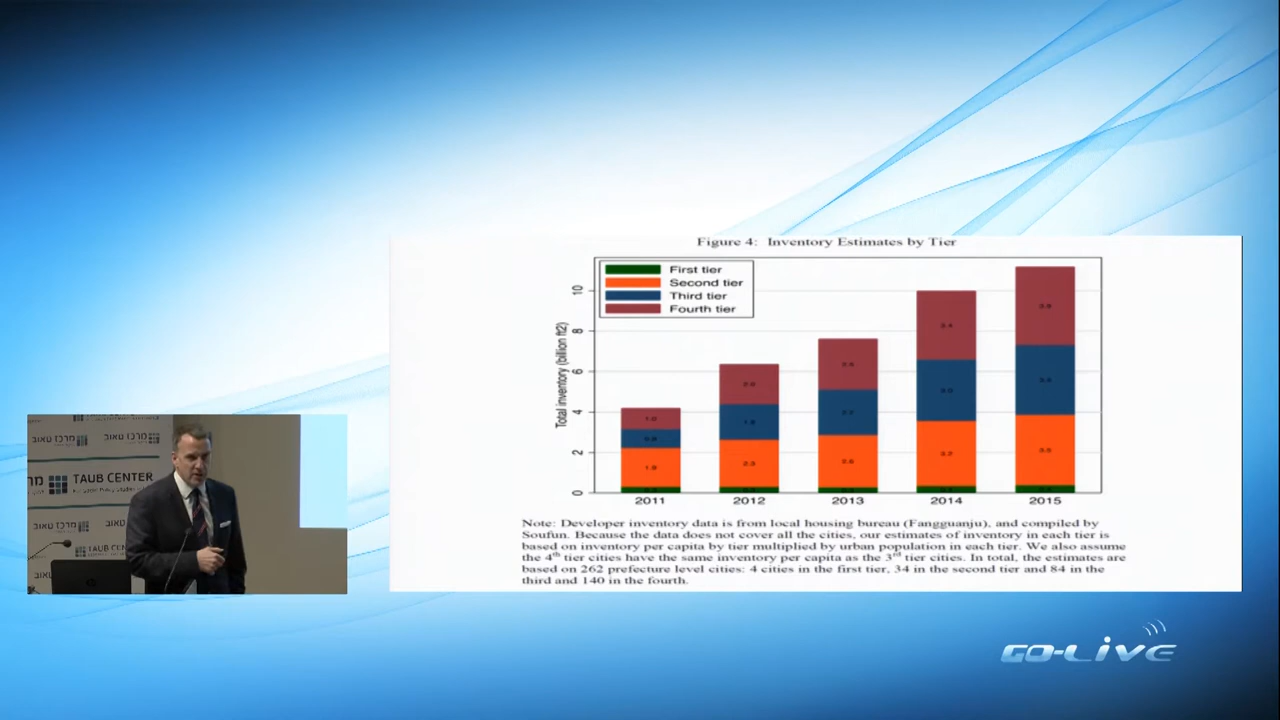 Figure 4: Inventory Estimates by Tier
First tier
Second tier
Third tier
Fourth tier
Total inventory (billion ft2)
10
8
6
4
2
0
2011 2012 2013 2014 2015
Note: Developer inventory data is from local housing bureau (Fangguanju), and compiled by
Soufun. Because the data does not cover all the cities, our estimates of inventory in each tier is
based on inventory per capita by tier multiplied by urban population in each tier. We also assume
the 4th tier cities have the same inventory per capita as the 3rd tier cities. In total, the estimates are
based on 262 prefecture level cities: 4 cities in the first tier, 34 in the second tier and 84 in the
third and 140 in the fourth.
מרכז טאוב
מרכז טאוב
TAUB CENTER
מרכז טאוב
GO-LIVE